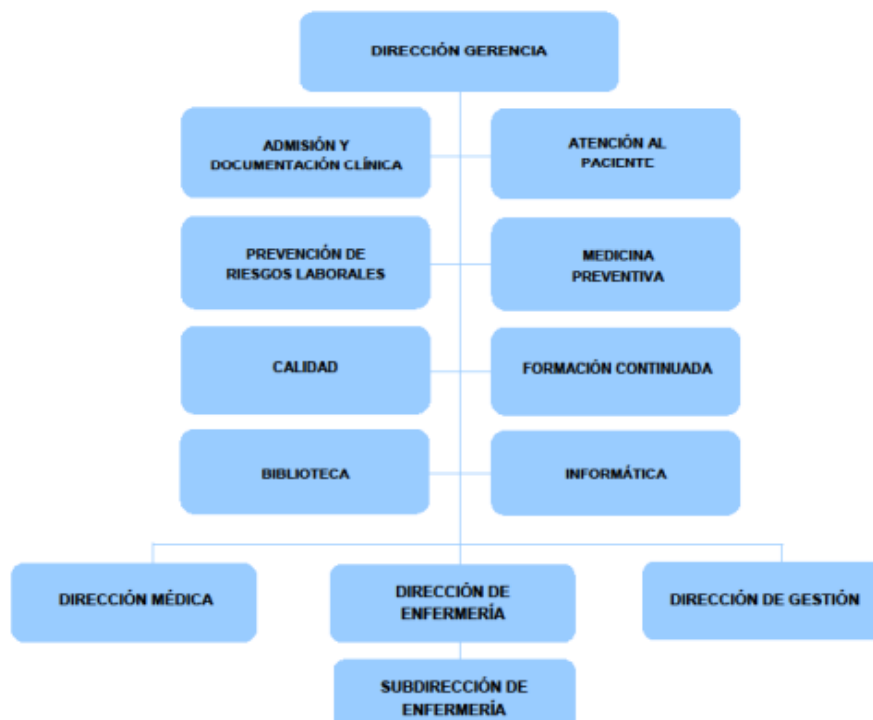 DIRECCIÓN GERENCIA
ADMISIÓN Y
DOCUMENTACIÓN CLÍNICA
ATENCIÓN AL
PACIENTE
PREVENCIÓN DE
RIESGOS LABORALES
MEDICINA
PREVENTIVA
CALIDAD
FORMACIÓN CONTINUADA
BIBLIOTECA
INFORMÁTICA
DIRECCIÓN MÉDICA
DIRECCIÓN DE
ENFERMERÍA
DIRECCIÓN DE GESTIÓN
SUBDIRECCIÓN DE
ENFERMERÍA